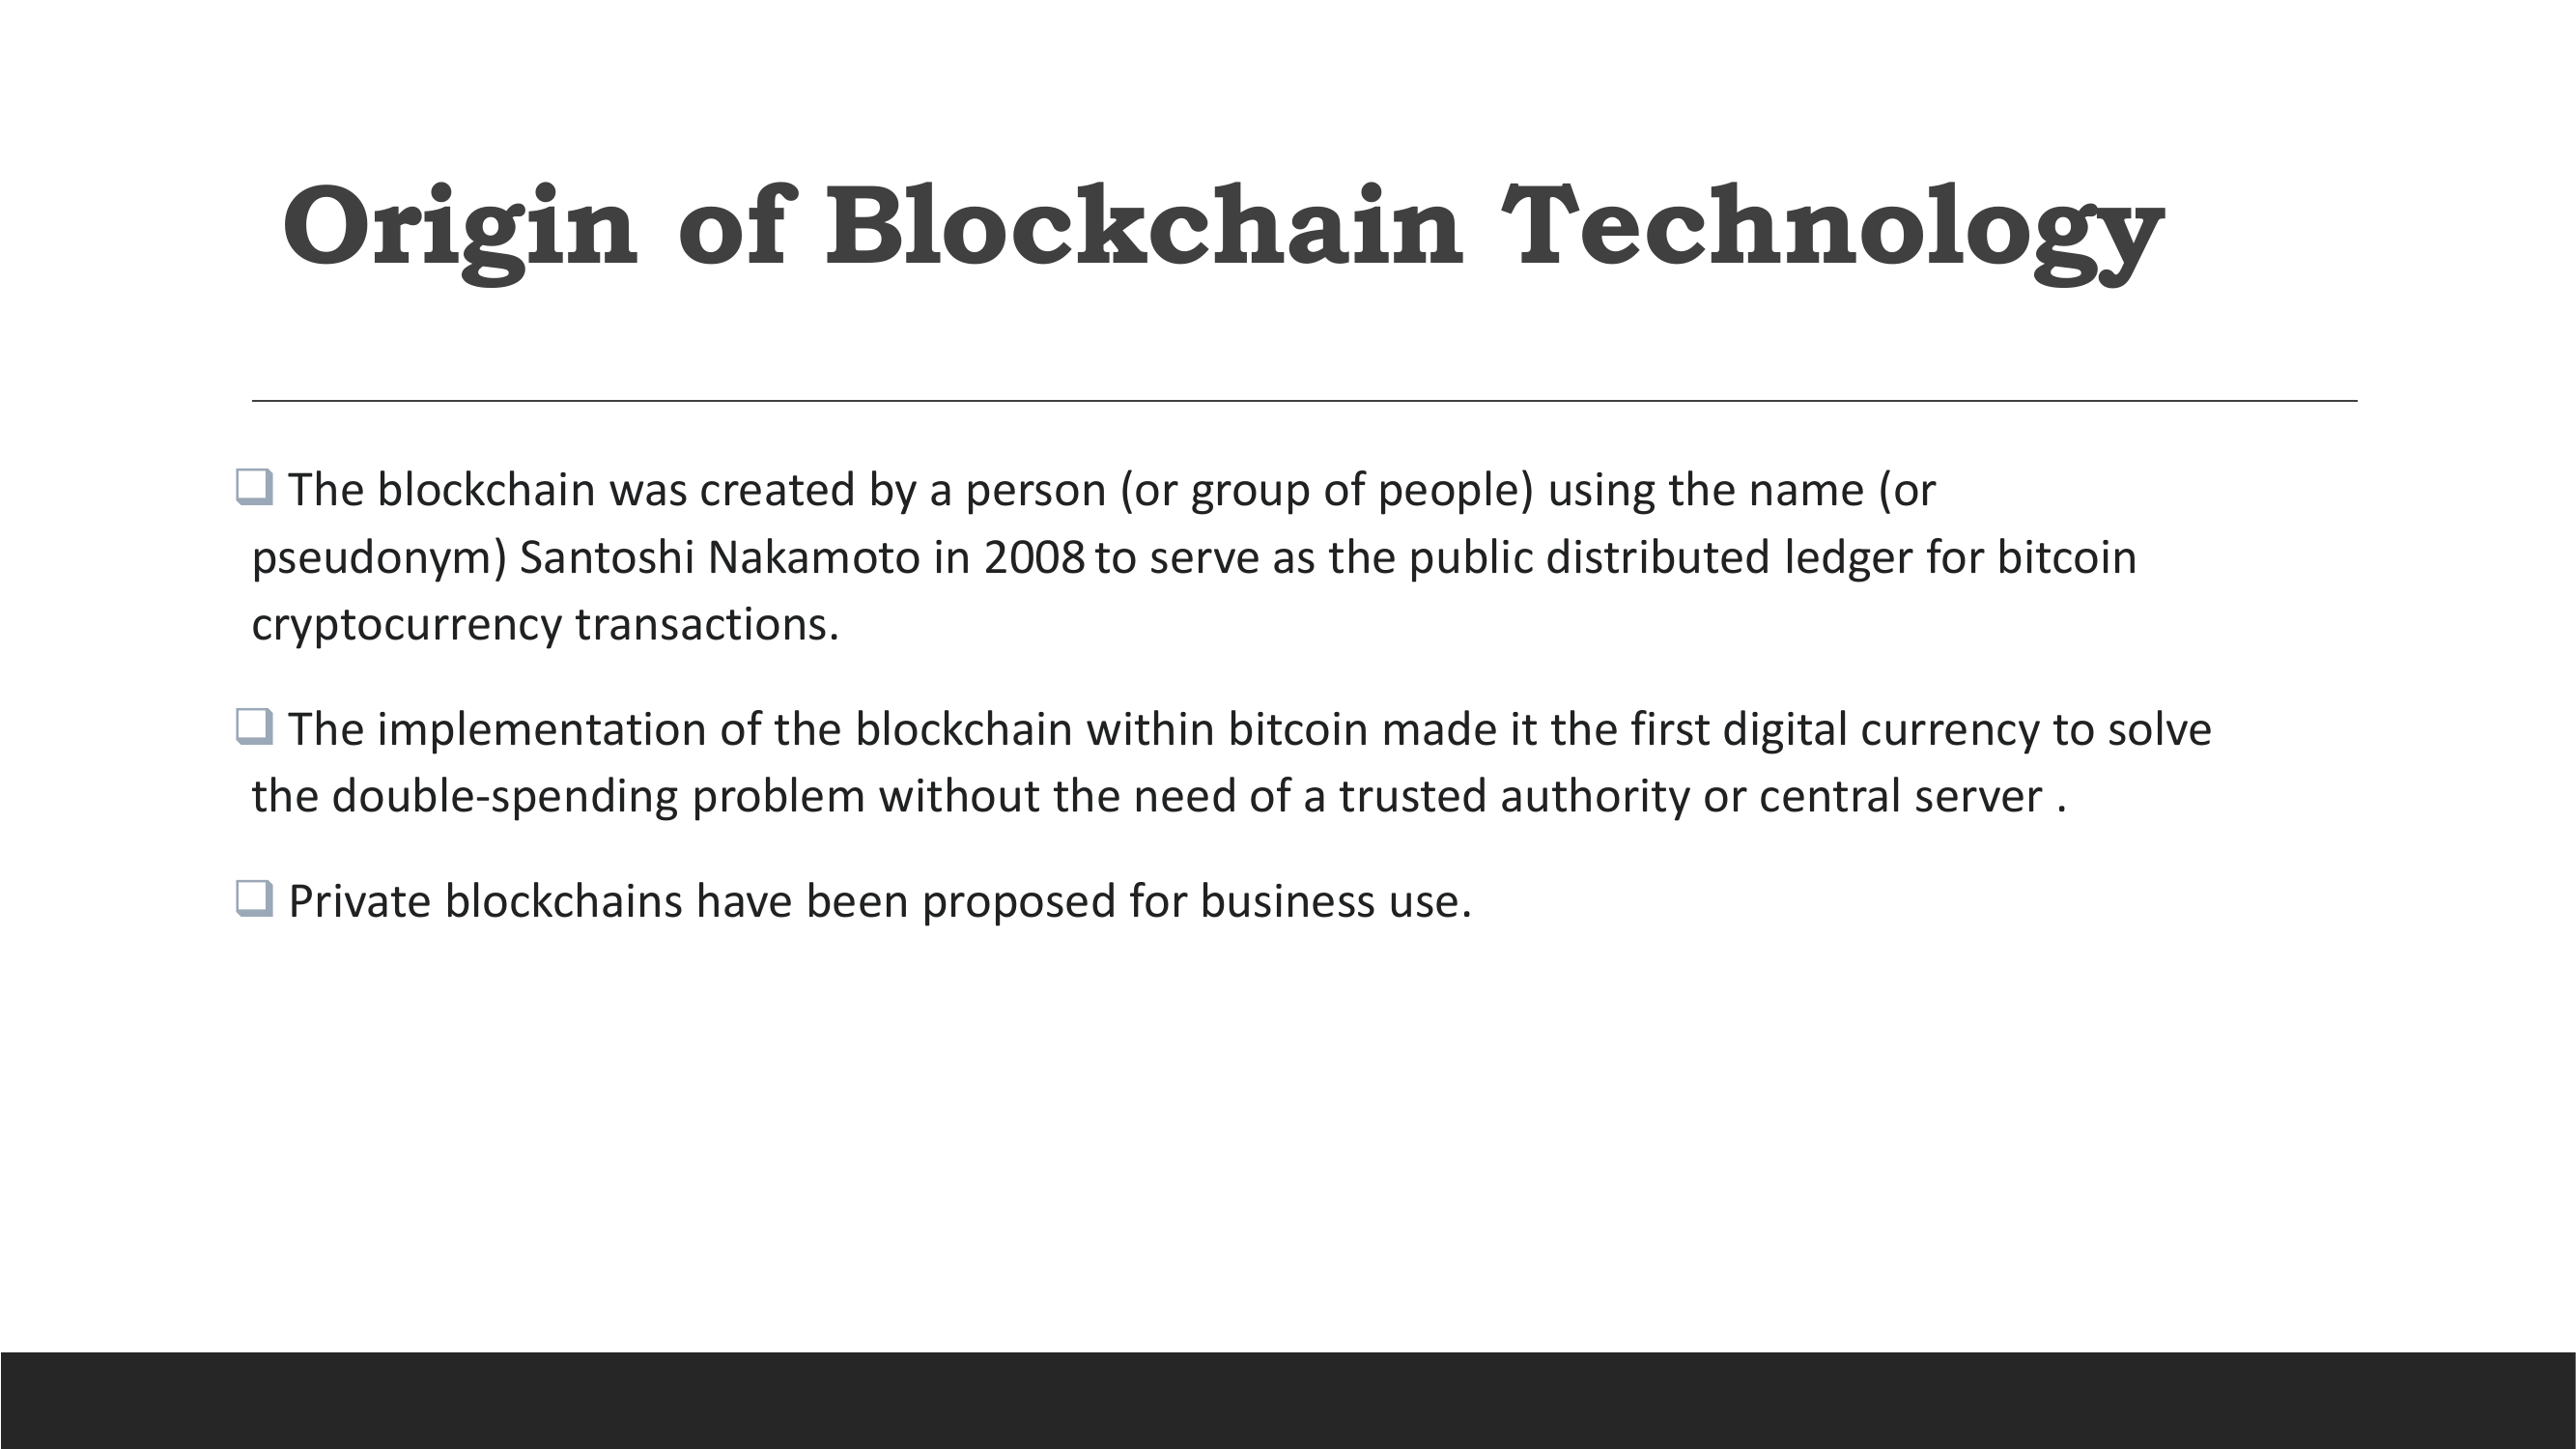 Origin of Blockchain Technology
❑ The blockchain was created by a person (or group of people) using the name (or
pseudonym) Santoshi Nakamoto in 2008 to serve as the public distributed ledger for bitcoin
cryptocurrency transactions.
❑ The implementation of the blockchain within bitcoin made it the first digital currency to solve
the double-spending problem without the need of a trusted authority or central server .
❑ Private blockchains have been proposed for business use.